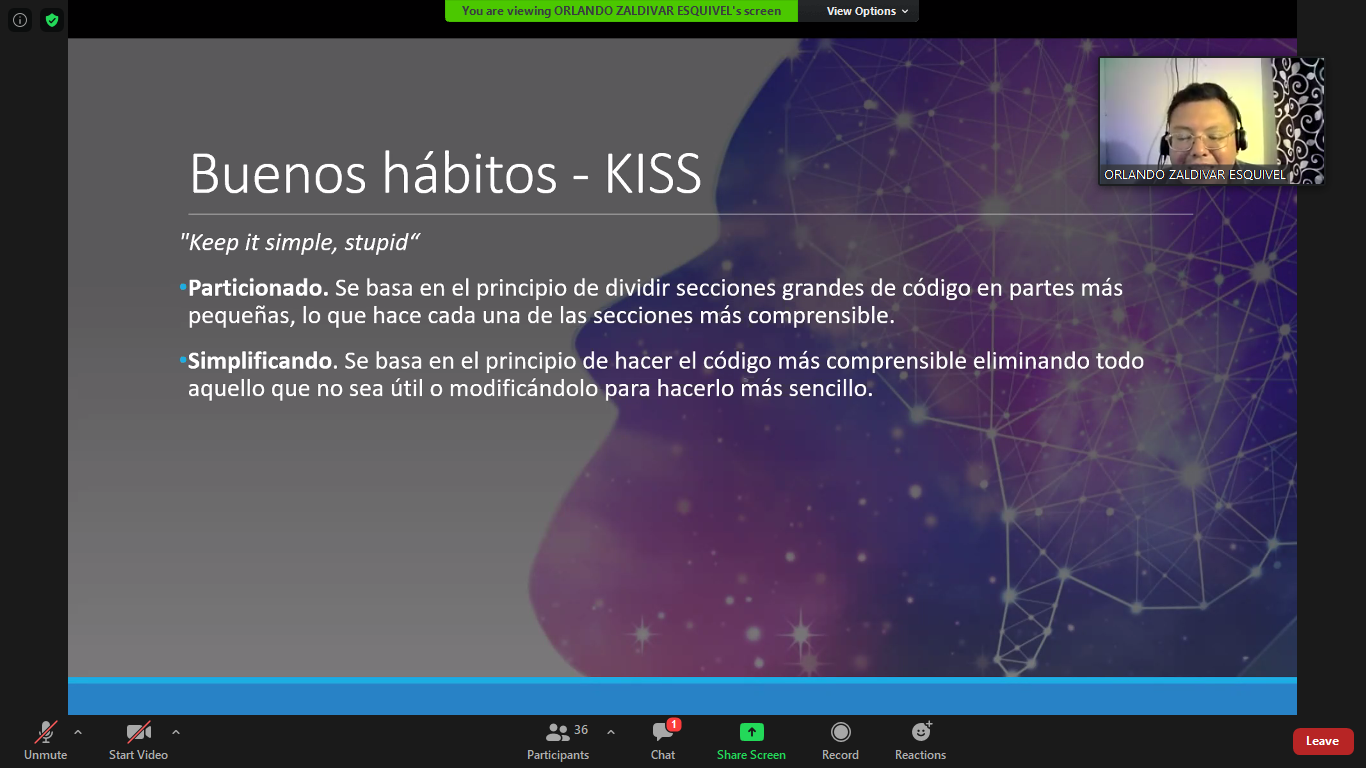 You are viewing ORLANDO ZALDIVAR ESQUIVEL's screen
View Options
ORLANDO ZALDIVAR ESQUIVEL
Buenos hábitos - KISS
"Keep it simple, stupid“
•Particionado. Se basa en el principio de dividir secciones grandes de código en partes más
pequeñas, lo que hace cada una de las secciones más comprensible.
•Simplificando. Se basa en el principio de hacer el código más comprensible eliminando todo
aquello que no sea útil o modificándolo para hacerlo más sencillo.
Unmute
Start Video
Participants
36
Chat
1
Share Screen
Record
Reactions
Leave